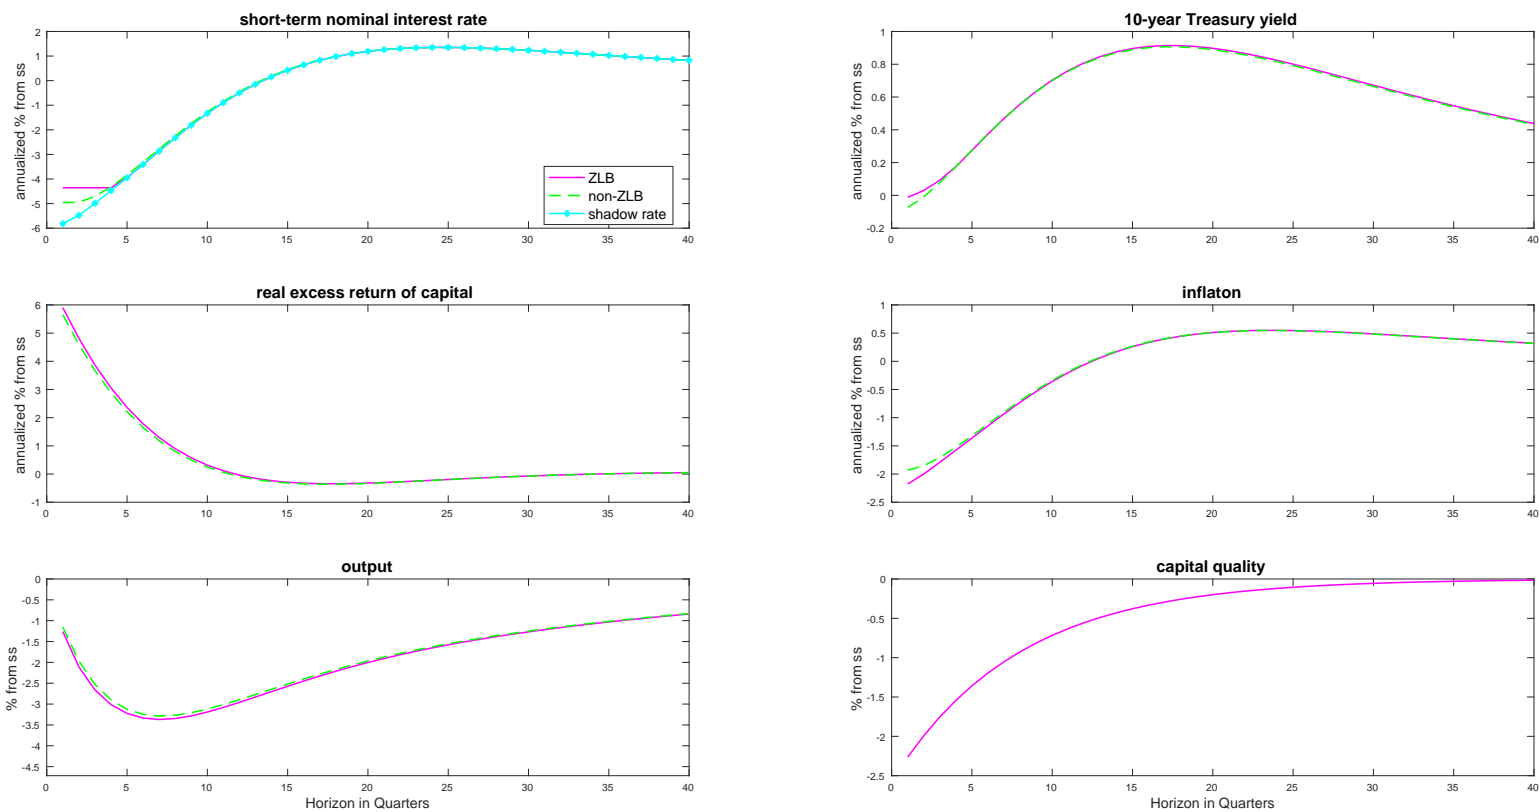 short-term nominal interest rate
annualized % from ss
2
1
0
-1
-2
-3
-4
-5
-6
0 5 10 15 20 25 30 35 40
ZLB
non-ZLB
shadow rate
10-year Treasury yield
annualized % from ss
1
0.8
0.6
0.4
0.2
0
-0.2
0 5 10 15 20 25 30 35 40
real excess return of capital
annualized % from ss
6
5
4
3
2
1
0
-1
0 5 10 15 20 25 30 35 40
inflaton
annualized % from ss
1
0.5
0
-0.5
-1
-1.5
-2
-2.5
0 5 10 15 20 25 30 35 40
output
% from ss
0
-0.5
-1
-1.5
-2
-2.5
-3
-3.5
-4
-4.5
0 5 10 15 20 25 30 35 40
Horizon in Quarters
capital quality
% from ss
0
-0.5
-1
-1.5
-2
-2.5
0 5 10 15 20 25 30 35 40
Horizon in Quarters